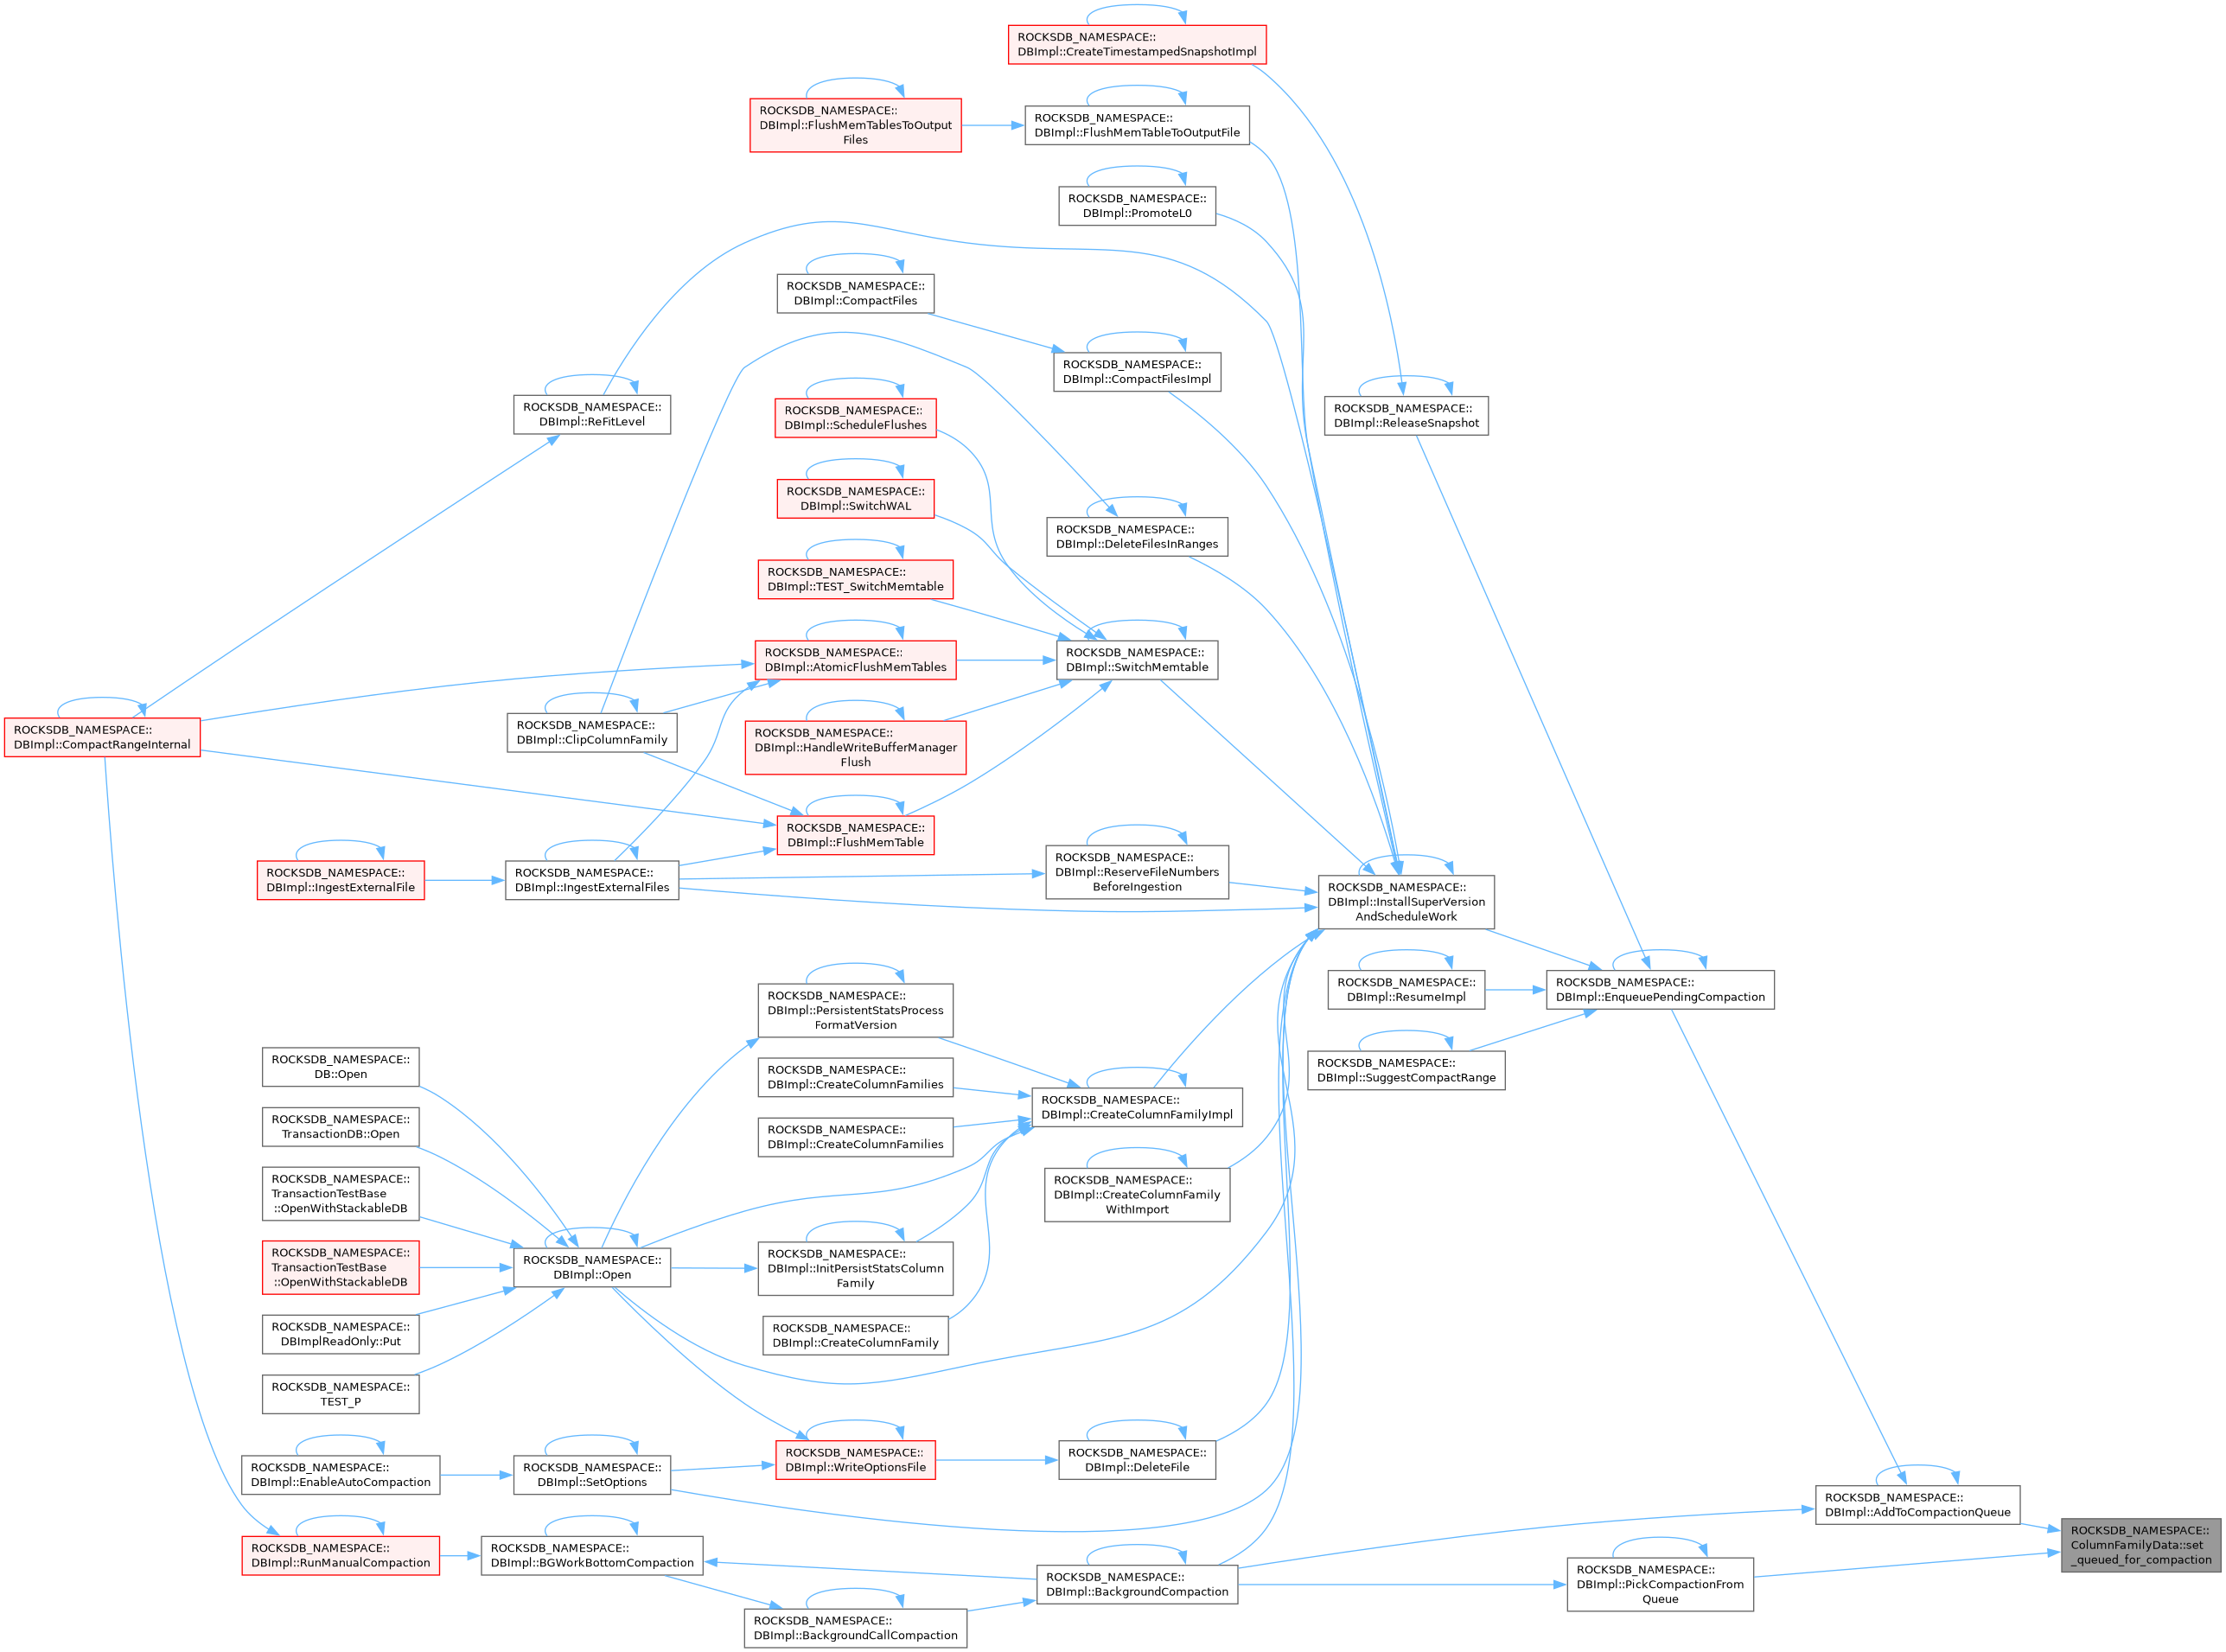 ROCKSDB_NAMESPACE::
DBImpl::CreateTimestampedSnapshotImpl
ROCKSDB_NAMESPACE::
DBImpl::FlushMemTablesToOutput
Files
ROCKSDB_NAMESPACE::
DBImpl::FlushMemTableToOutputFile
ROCKSDB_NAMESPACE::
DBImpl::PromoteL0
ROCKSDB_NAMESPACE::
DBImpl::CompactFiles
ROCKSDB_NAMESPACE::
DBImpl::CompactFilesImpl
ROCKSDB_NAMESPACE::
DBImpl::ReFitLevel
ROCKSDB_NAMESPACE::
DBImpl::ScheduleFlushes
ROCKSDB_NAMESPACE::
DBImpl::ReleaseSnapshot
ROCKSDB_NAMESPACE::
DBImpl::SwitchWAL
ROCKSDB_NAMESPACE::
DBImpl::DeleteFilesInRanges
ROCKSDB_NAMESPACE::
DBImpl::TEST_SwitchMemtable
ROCKSDB_NAMESPACE::
DBImpl::AtomicFlushMemTables
ROCKSDB_NAMESPACE::
DBImpl::SwitchMemtable
ROCKSDB_NAMESPACE::
DBImpl::CompactRangeInternal
ROCKSDB_NAMESPACE::
DBImpl::ClipColumnFamily
ROCKSDB_NAMESPACE::
DBImpl::HandleWriteBufferManager
Flush
ROCKSDB_NAMESPACE::
DBImpl::FlushMemTable
ROCKSDB_NAMESPACE::
DBImpl::IngestExternalFile
ROCKSDB_NAMESPACE::
DBImpl::IngestExternalFiles
ROCKSDB_NAMESPACE::
DBImpl::ReserveFileNumbers
BeforeIngestion
ROCKSDB_NAMESPACE::
DBImpl::InstallSuperVersion
AndScheduleWork
ROCKSDB_NAMESPACE::
DBImpl::ResumeImpl
ROCKSDB_NAMESPACE::
DBImpl::EnqueuePendingCompaction
ROCKSDB_NAMESPACE::
DBImpl::PersistentStatsProcess
FormatVersion
ROCKSDB_NAMESPACE::
DBImpl::SuggestCompactRange
ROCKSDB_NAMESPACE::
DB::Open
ROCKSDB_NAMESPACE::
DBImpl::CreateColumnFamilies
ROCKSDB_NAMESPACE::
DBImpl::CreateColumnFamilyImpl
ROCKSDB_NAMESPACE::
TransactionDB::Open
ROCKSDB_NAMESPACE::
DBImpl::CreateColumnFamilies
ROCKSDB_NAMESPACE::
TransactionTestBase
::OpenWithStackableDB
ROCKSDB_NAMESPACE::
DBImpl::CreateColumnFamily
WithImport
ROCKSDB_NAMESPACE::
TransactionTestBase
::OpenWithStackableDB
ROCKSDB_NAMESPACE::
DBImpl::Open
ROCKSDB_NAMESPACE::
DBImpl::InitPersistStatsColumn
Family
ROCKSDB_NAMESPACE::
DBImplReadOnly::Put
ROCKSDB_NAMESPACE::
DBImpl::CreateColumnFamily
ROCKSDB_NAMESPACE::
TEST_P
ROCKSDB_NAMESPACE::
DBImpl::EnableAutoCompaction
ROCKSDB_NAMESPACE::
DBImpl::SetOptions
ROCKSDB_NAMESPACE::
DBImpl::WriteOptionsFile
ROCKSDB_NAMESPACE::
DBImpl::DeleteFile
ROCKSDB_NAMESPACE::
DBImpl::AddToCompactionQueue
ROCKSDB_NAMESPACE::
ColumnFamilyData::set
_queued_for_compaction
ROCKSDB_NAMESPACE::
DBImpl::RunManualCompaction
ROCKSDB_NAMESPACE::
DBImpl::BGWorkBottomCompaction
ROCKSDB_NAMESPACE::
DBImpl::BackgroundCompaction
ROCKSDB_NAMESPACE::
DBImpl::PickCompactionFrom
Queue
ROCKSDB_NAMESPACE::
DBImpl::BackgroundCallCompaction